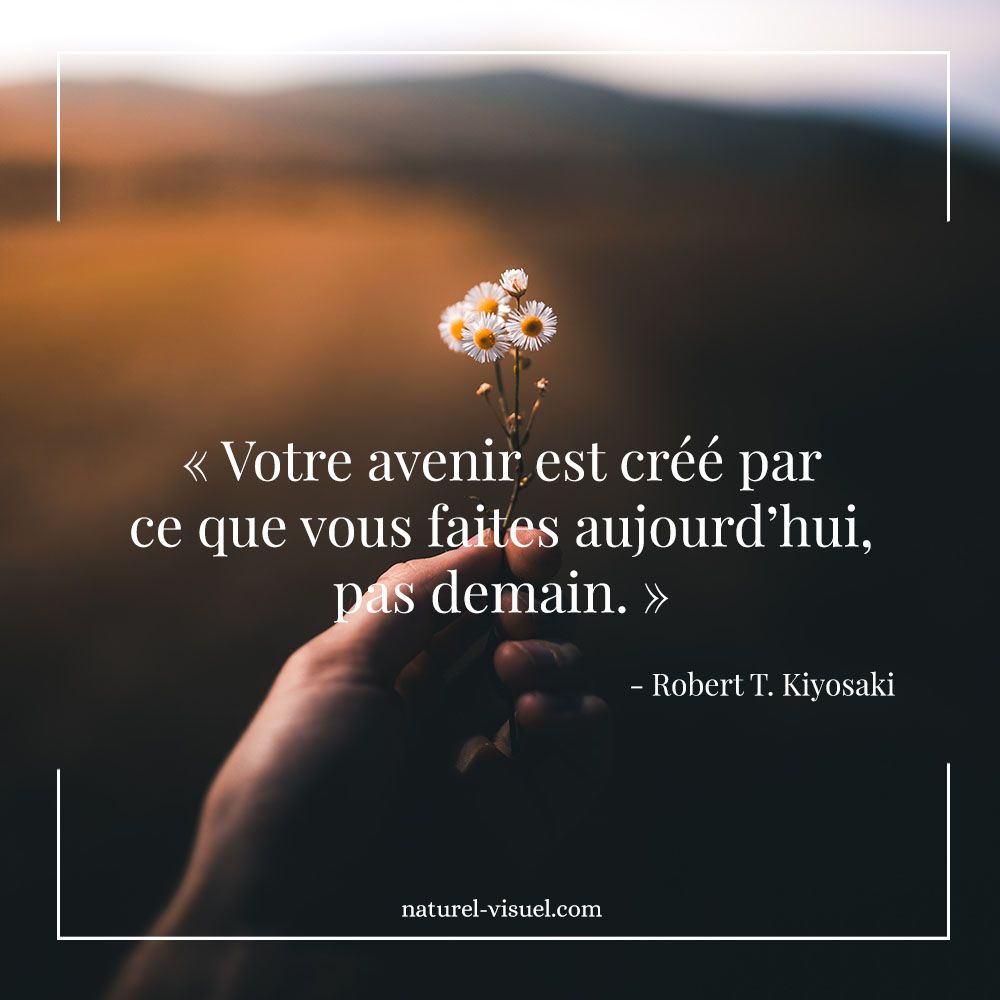 « Votre avenir est créé par
ce que vous faites aujourd’hui,
pas demain. »
- Robert T. Kiyosaki
naturel-visuel.com